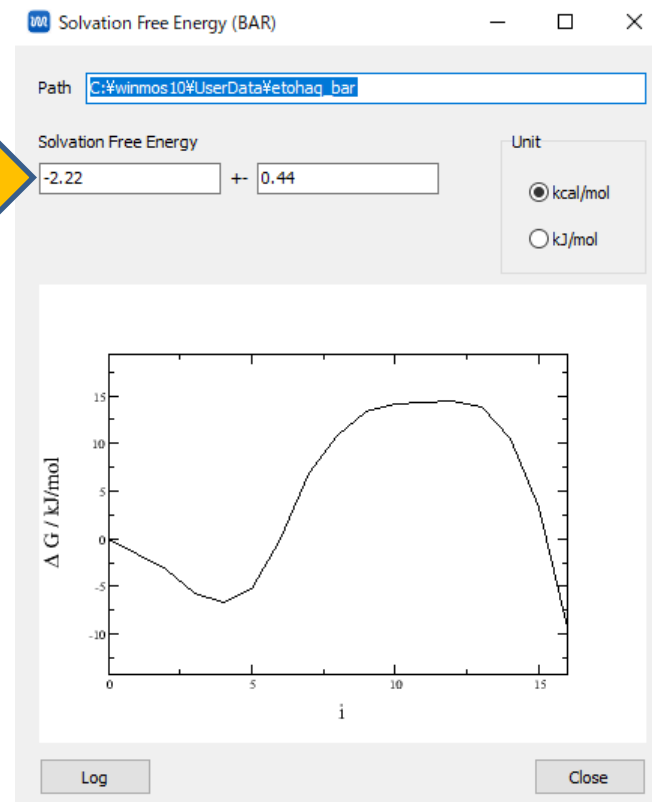 Solvation Free Energy (BAR)
Path C:¥winmos10¥UserData¥etohaq_bar
Solvation Free Energy
-2.22 +- 0.44
Unit
kcal/mol
kJ/mol
Δ G / kJ/mol
15
10
5
0
-5
-10
0 5 10 15
i
Log Close